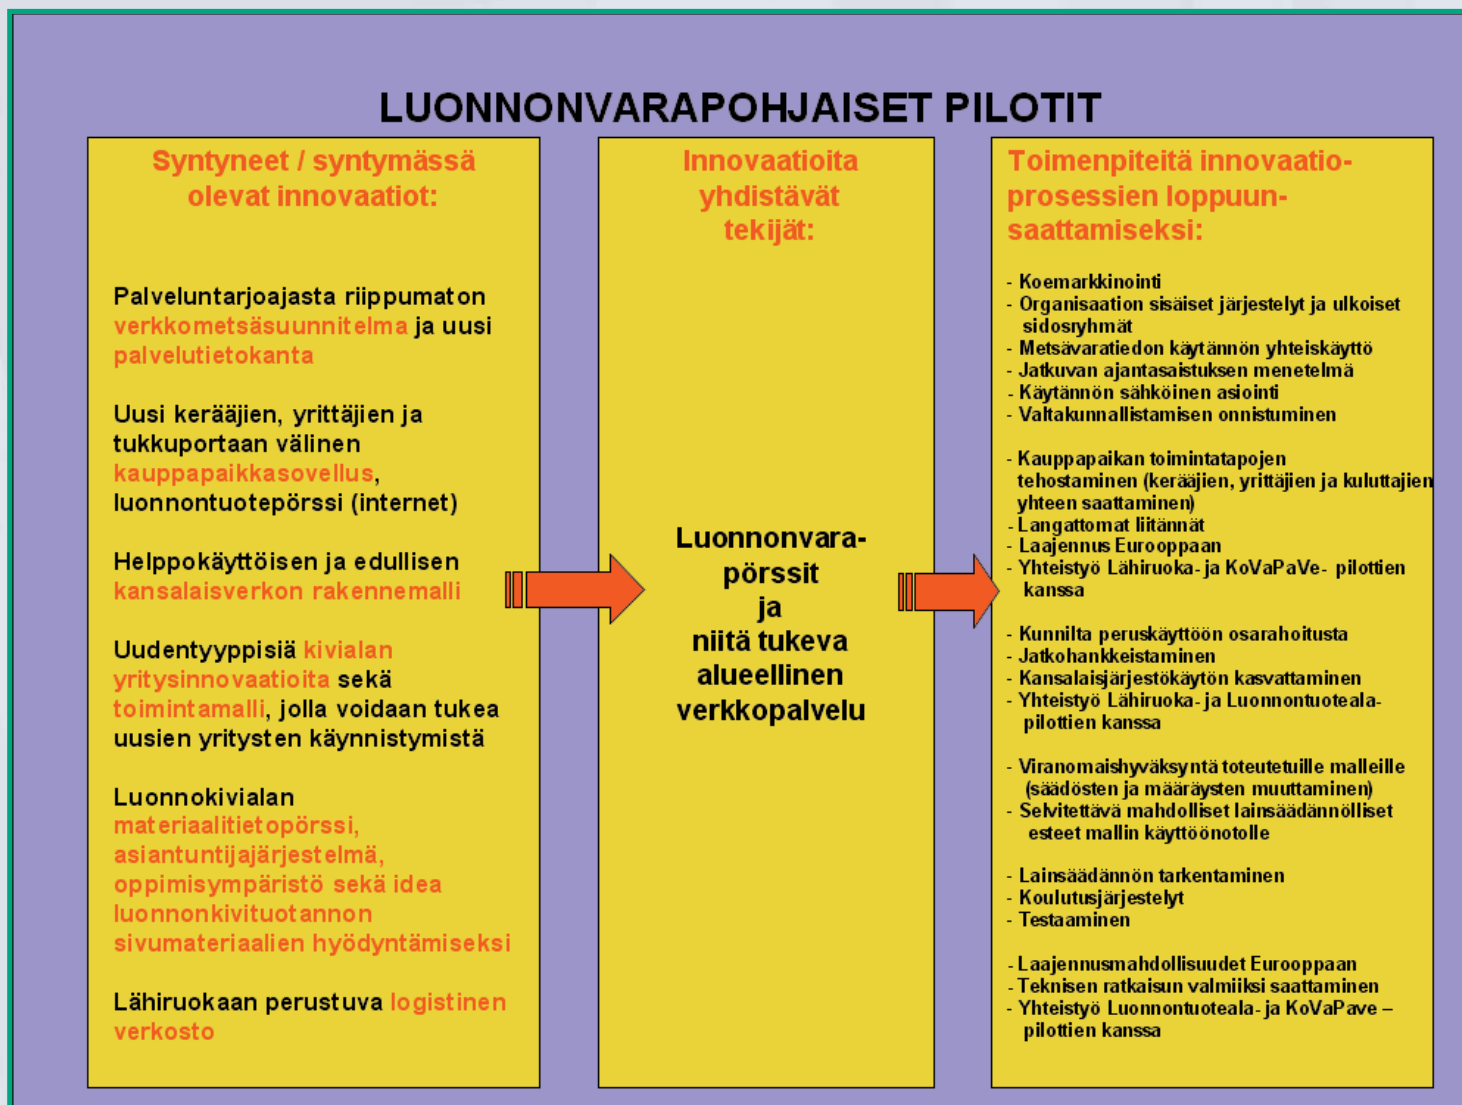 LUONNONVARAPOHJAISET PILOTIT
Syntyneet / syntymässä
olevat innovaatiot:
Palveluntarjoajasta riippumaton
verkkometsäsuunnitelma ja uusi
palvelutietokanta
Uusi kerääjien, yrittäjien ja
tukkuportaan välinen
kauppapaikkasovellus,
luonnontuotepörssi (internet)
Helppokäyttöisen ja edullisen
kansalaisverkon rakennemalli
Uudentyyppisiä kivialan
yritysinnovaatioita sekä
toimintamalli, jolla voidaan tukea
uusien yritysten käynnistymistä
Luonnokivialan
materiaalitietopörssi,
asiantuntijajärjestelmä,
oppimisympäristö sekä idea
luonnonkivituotannon
sivumateriaalien hyödyntämiseksi
Lähiruokaan perustuva logistinen
verkosto
Innovaatioita
yhdistävät
tekijät:
Luonnonvara-
pörssit
ja
niitä tukeva
alueellinen
verkkopalvelu
Toimenpiteitä innovaatio-
prosessien loppuun-
saattamiseksi:
- Koemarkkinointi
- Organisaation sisäiset järjestelyt ja ulkoiset
sidosryhmät
- Metsävaratiedon käytännön yhteiskäyttö
- Jatkuvan ajantasaistuksen menetelmä
- Käytännön sähköinen asiointi
- Valtakunnallistamisen onnistuminen
- Kauppapaikan toimintatapojen
tehostaminen (kerääjien, yrittäjien ja kuluttajien
yhteen saattaminen)
- Langattomat liitännät
- Laajennus Eurooppaan
- Yhteistyö Lähiruoka- ja KoVaPaVe- pilottien
kanssa
- Kunnilta peruskäyttöön osarahoitusta
- Jatkohankkeistaminen
- Kansalaisjärjestökäytön kasvattaminen
- Yhteistyö Lähiruoka- ja Luonnontuoteala-
pilottien kanssa
- Viranomaishyväksyntä toteutetuille malleille
(säädösten ja määräysten muuttaminen)
- Selvitettävä mahdolliset lainsäädännölliset
esteet mallin käyttöönotolle
- Lainsäädännön tarkentaminen
- Koulutusjärjestelyt
- Testaaminen
- Laajennusmahdollisuudet Eurooppaan
- Teknisen ratkaisun valmiiksi saattaminen
- Yhteistyö Luonnontuoteala- ja KoVaPave –
pilottien kanssa